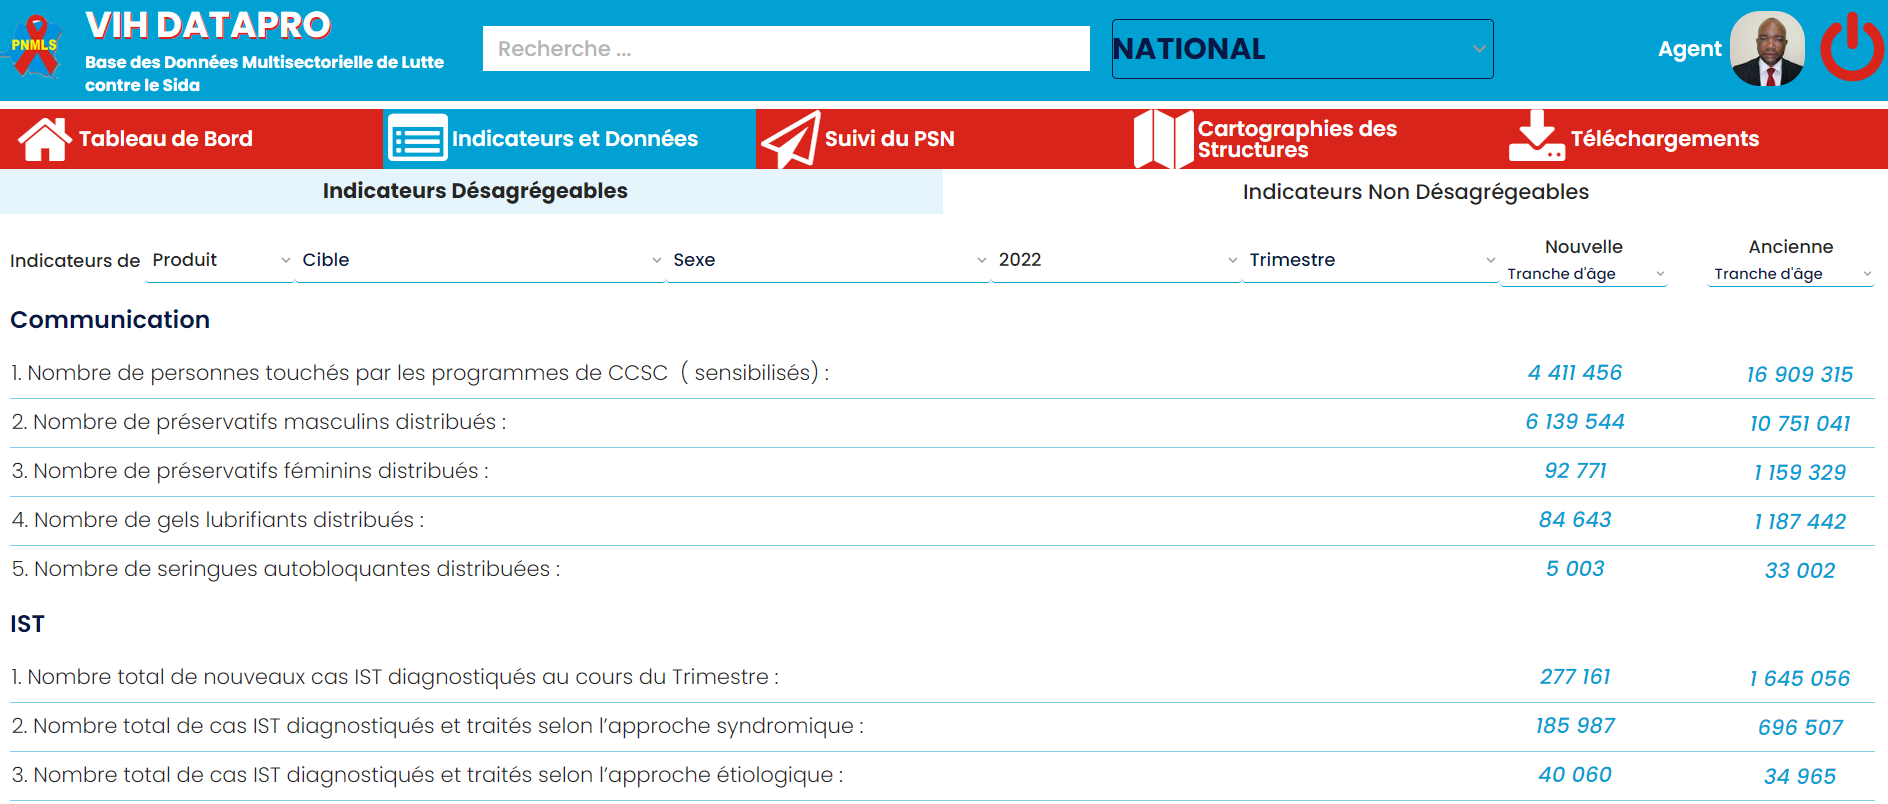 PNMLS
VIH DATAPRO
Base des Données Multisectorielle de Lutte
contre le Sida
Recherche ...
NATIONAL
Agent
Tableau de Bord
Indicateurs et Données
Suivi du PSN
Cartographies des
Structures
Téléchargements
Indicateurs Désagrégeables
Indicateurs Non Désagrégeables
Indicateurs de Produit Cible Sexe 2022 Trimestre
Nouvelle
Tranche d'âge
Ancienne
Tranche d'âge
Communication
1. Nombre de personnes touchés par les programmes de CCSC ( sensibilisés) : 4 411 456 16 909 315
2. Nombre de préservatifs masculins distribués : 6 139 544 10 751 041
3. Nombre de préservatifs féminins distribués : 92 771 1 159 329
4. Nombre de gels lubrifiants distribués : 84 643 1 187 442
5. Nombre de seringues autobloquantes distribuées : 5 003 33 002
IST
1. Nombre total de nouveaux cas IST diagnostiqués au cours du Trimestre : 277 161 1 645 056
2. Nombre total de cas IST diagnostiqués et traités selon l’approche syndromique : 185 987 696 507
3. Nombre total de cas IST diagnostiqués et traités selon l’approche étiologique : 40 060 34 965